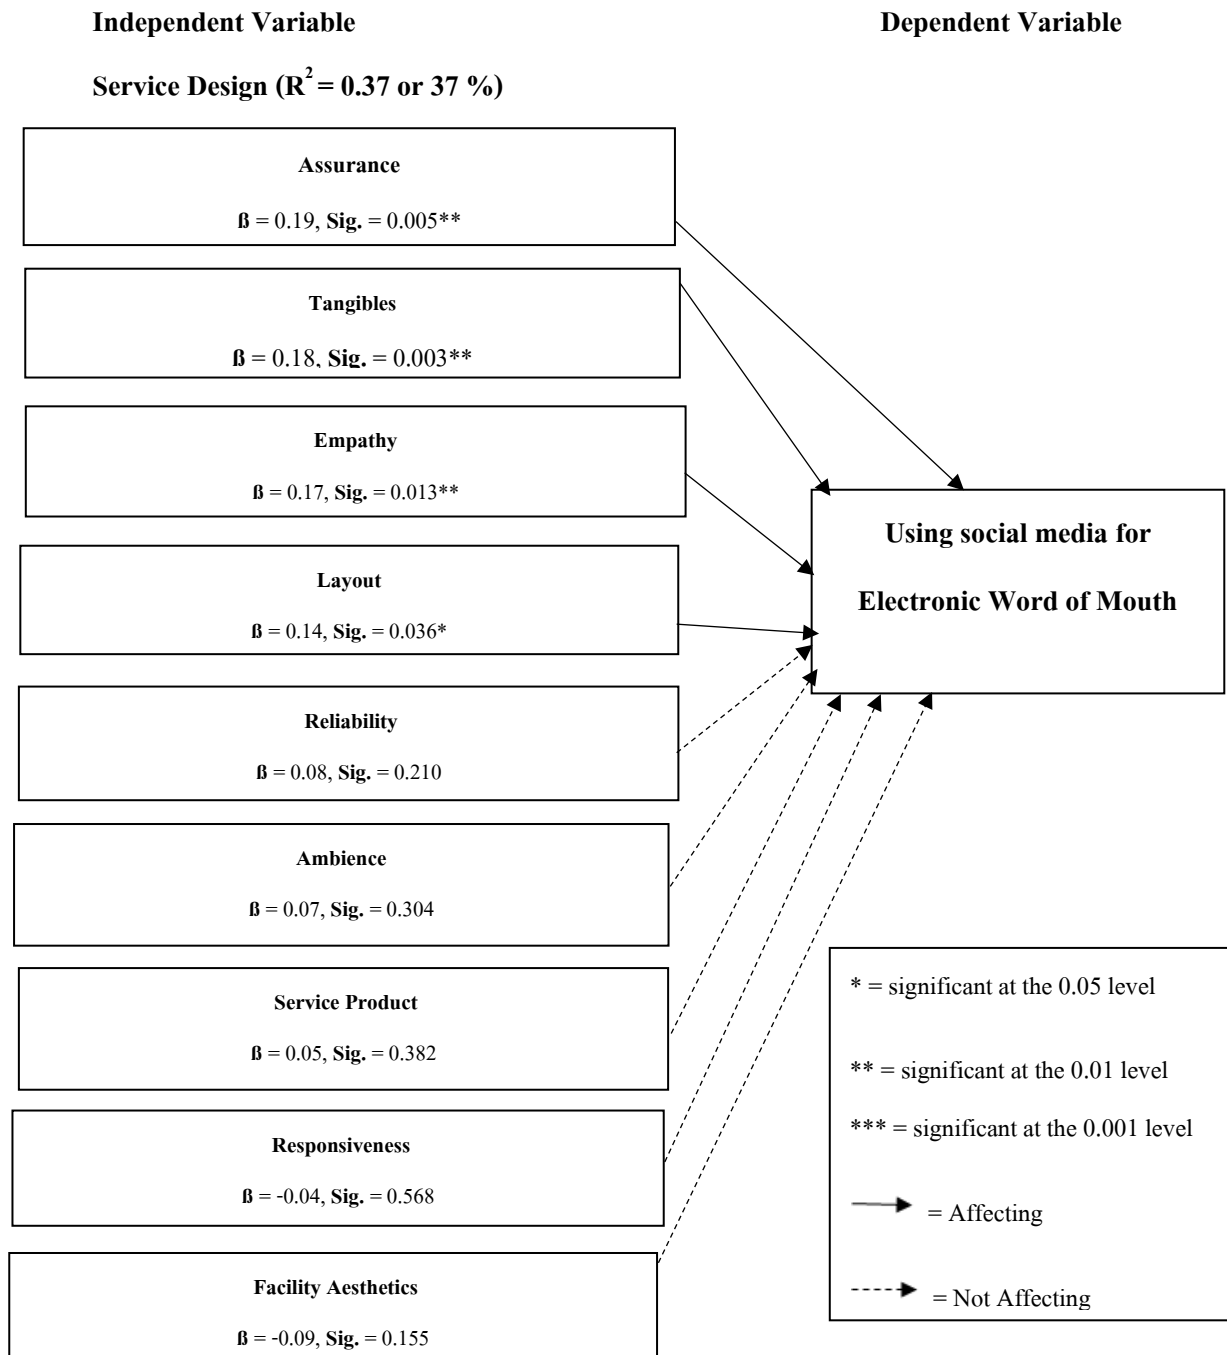 Independent Variable
Dependent Variable
Service Design (R² = 0.37 or 37 %)
Assurance
ß = 0.19, Sig. = 0.005**
Tangibles
ß = 0.18, Sig. = 0.003**
Empathy
ß = 0.17, Sig. = 0.013**
Layout
ß = 0.14, Sig. = 0.036*
Reliability
ß = 0.08, Sig. = 0.210
Ambience
ß = 0.07, Sig. = 0.304
Service Product
ß = 0.05, Sig. = 0.382
Responsiveness
ß = -0.04, Sig. = 0.568
Facility Aesthetics
ß = -0.09, Sig. = 0.155
Using social media for
Electronic Word of Mouth
* = significant at the 0.05 level
** = significant at the 0.01 level
*** = significant at the 0.001 level
= Affecting
= Not Affecting